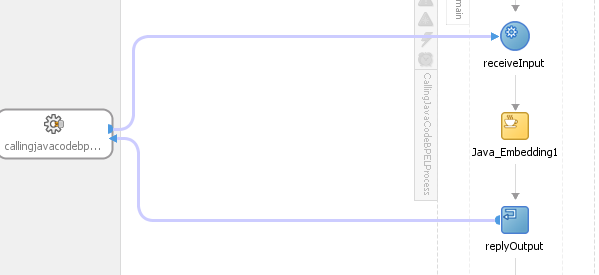 main
receiveInput
CallingJavaCodeBPELProcess
callingjavacodebp...
Java_Embedding1
replyOutput